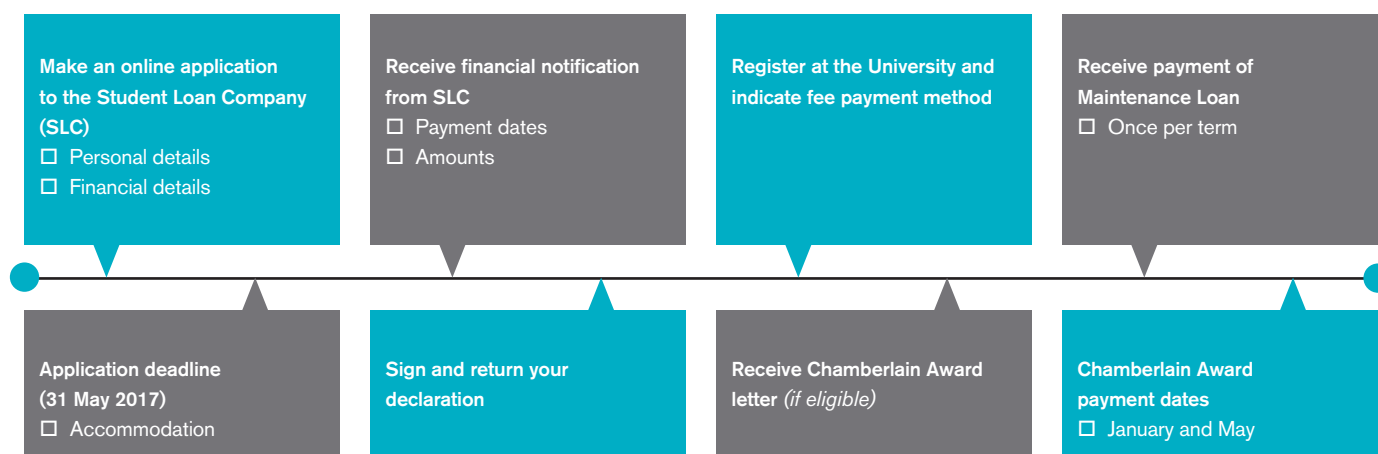 Make an online application
to the Student Loan Company
(SLC)
Personal details
Financial details
Receive financial notification
from SLC
Payment dates
Amounts
Register at the University and
indicate fee payment method
Receive payment of
Maintenance Loan
Once per term
Application deadline
(31 May 2017)
Accommodation
Sign and return your
declaration
Receive Chamberlain Award
letter (if eligible)
Chamberlain Award
payment dates
January and May